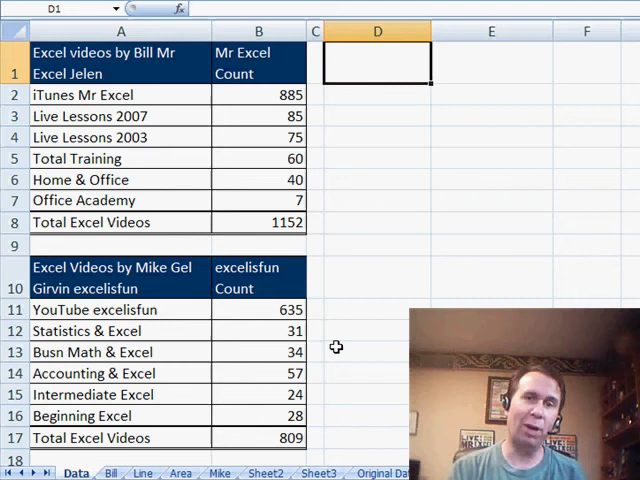 D1
fx
A B C D E F
1 Excel videos by Bill Mr Mr Excel
Excel Jelen Count
2 iTunes Mr Excel 885
3 Live Lessons 2007 85
4 Live Lessons 2003 75
5 Total Training 60
6 Home & Office 40
7 Office Academy 7
8 Total Excel Videos 1152
9
10 Excel Videos by Mike Gel excelisfun
Girvin excelisfun Count
11 YouTube excelisfun 635
12 Statistics & Excel 31
13 Busn Math & Excel 34
14 Accounting & Excel 57
15 Intermediate Excel 24
16 Beginning Excel 28
17 Total Excel Videos 809
18
Data Bill Line Area Mike Sheet2 Sheet3 Original Da